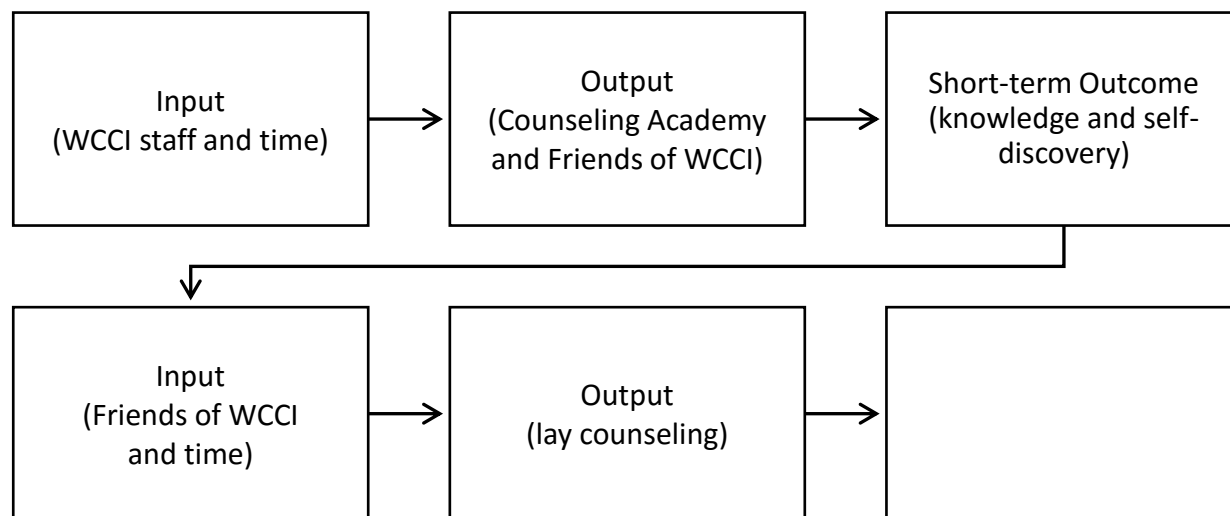 Input
(WCCI staff and time)
Output
(Counseling Academy
and Friends of WCCI)
Short-term Outcome
(knowledge and self-
discovery)
Input
(Friends of WCCI
and time)
Output
(lay counseling)